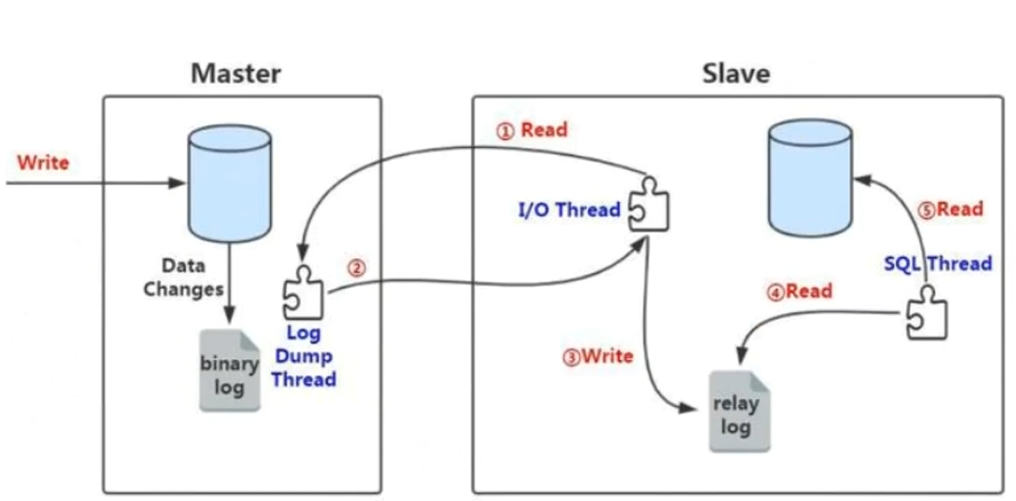 Master
Slave
Write
① Read
I/O Thread
⑤Read
Data
Changes
②
SQL Thread
④Read
Log
Dump
Thread
③Write
binary
log
relay
log